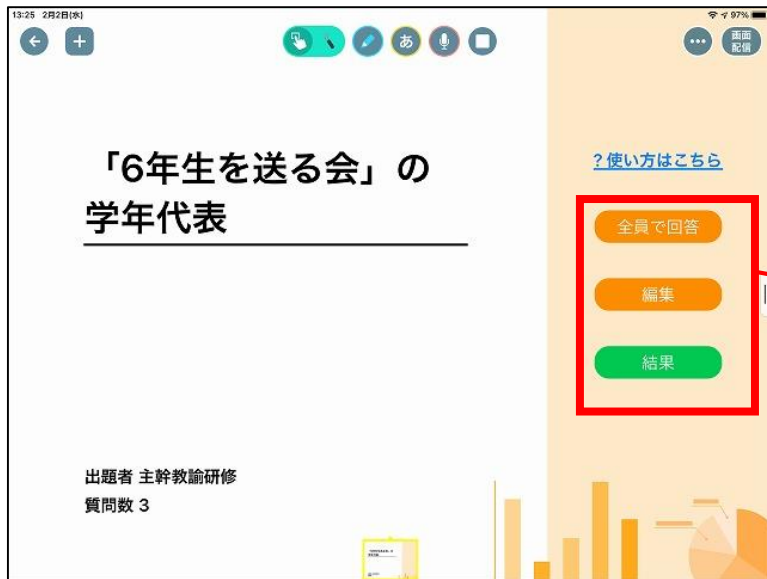 13:25 2月2日(水)
97%
あ
画面
配信
「6年生を送る会」の
学年代表
?使い方はこちら
全員で回答
編集
結果
出題者 主幹教諭研修
質問数 3